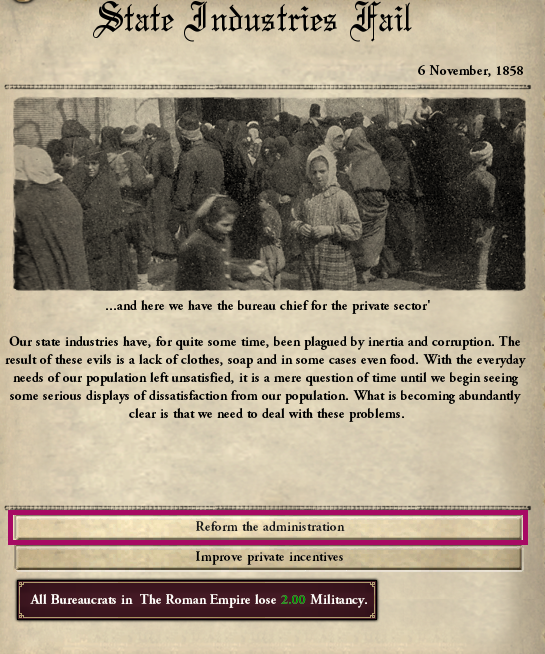 State Industries Fail
6 November, 1858
...and here we have the bureau chief for the private sector'
Our state industries have, for quite some time, been plagued by inertia and corruption. The
result of these evils is a lack of clothes, soap and in some cases even food. With the everyday
needs of our population left unsatisfied, it is a mere question of time until we begin seeing
some serious displays of dissatisfaction from our population. What is becoming abundantly
clear is that we need to deal with these problems.
Reform the administration
Improve private incentives
All Bureaucrats in The Roman Empire lose 2.00 Militancy.